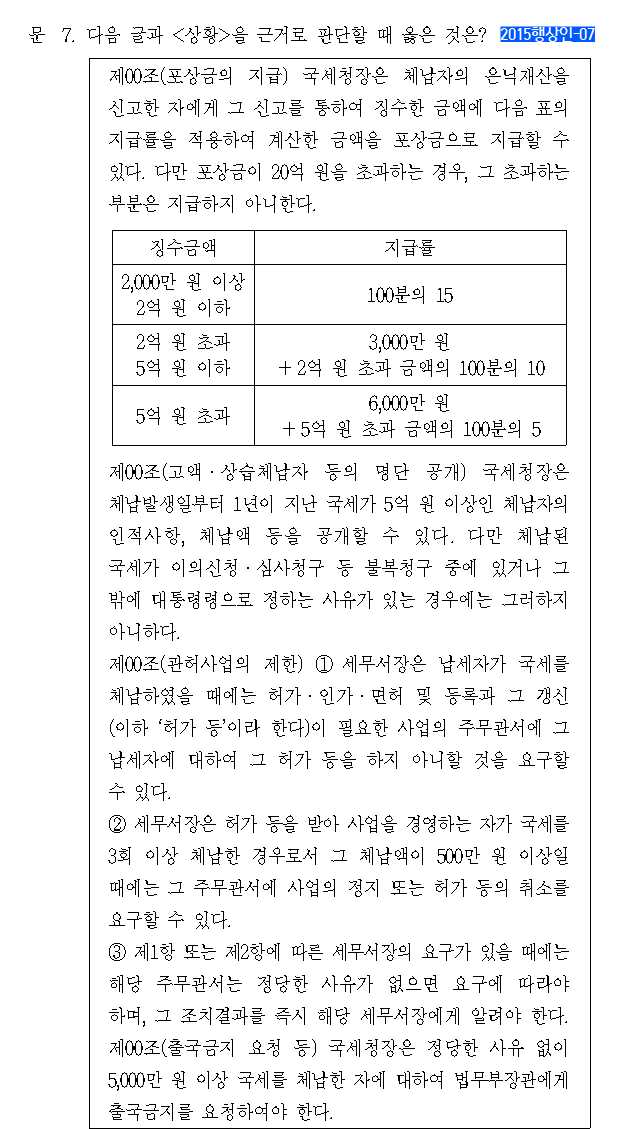 문 7. 다음 글과 <상황>을 근거로 판단할 때 옳은 것은? 2015행상인-07
제00조(포상금의 지급) 국세청장은 체납자의 은닉재산을
신고한 자에게 그 신고를 통하여 징수한 금액에 다음 표의
지급률을 적용하여 계산한 금액을 포상금으로 지급할 수
있다. 다만 포상금이 20억 원을 초과하는 경우, 그 초과하는
부분은 지급하지 아니한다.
징수금액 지급률
2,000만 원 이상
2억 원 이하
100분의 15
2억 원 초과
5억 원 이하
3,000만 원
+ 2억 원 초과 금액의 100분의 10
5억 원 초과
6,000만 원
+ 5억 원 초과 금액의 100분의 5
제00조(고액·상습체납자 등의 명단 공개) 국세청장은
체납발생일부터 1년이 지난 국세가 5억 원 이상인 체납자의
인적사항, 체납액 등을 공개할 수 있다. 다만 체납된
국세가 이의신청·심사청구 등 불복청구 중에 있거나 그
밖에 대통령령으로 정하는 사유가 있는 경우에는 그러하지
아니하다.
제00조(관허사업의 제한) ① 세무서장은 납세자가 국세를
체납하였을 때에는 허가·인가·면허 및 등록과 그 갱신
(이하 ‘허가 등’이라 한다)이 필요한 사업의 주무관서에 그
납세자에 대하여 그 허가 등을 하지 아니할 것을 요구할
수 있다.
② 세무서장은 허가 등을 받아 사업을 경영하는 자가 국세를
3회 이상 체납한 경우로서 그 체납액이 500만 원 이상일
때에는 그 주무관서에 사업의 정지 또는 허가 등의 취소를
요구할 수 있다.
③ 제1항 또는 제2항에 따른 세무서장의 요구가 있을 때에는
해당 주무관서는 정당한 사유가 없으면 요구에 따라야
하며, 그 조치결과를 즉시 해당 세무서장에게 알려야 한다.
제00조(출국금지 요청 등) 국세청장은 정당한 사유 없이
5,000만 원 이상 국세를 체납한 자에 대하여 법무부장관에게
출국금지를 요청하여야 한다.